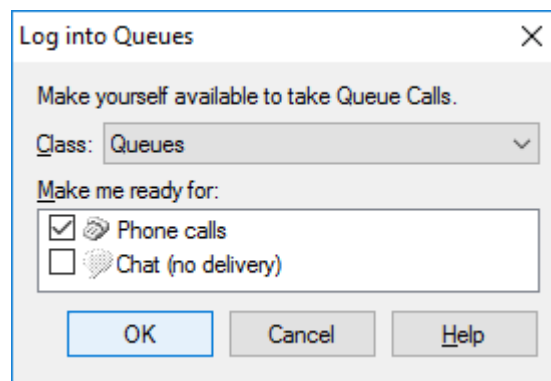 Log into Queues
Make yourself available to take Queue Calls.
Class: Queues
Make me ready for:
Phone calls
Chat (no delivery)
OK Cancel Help